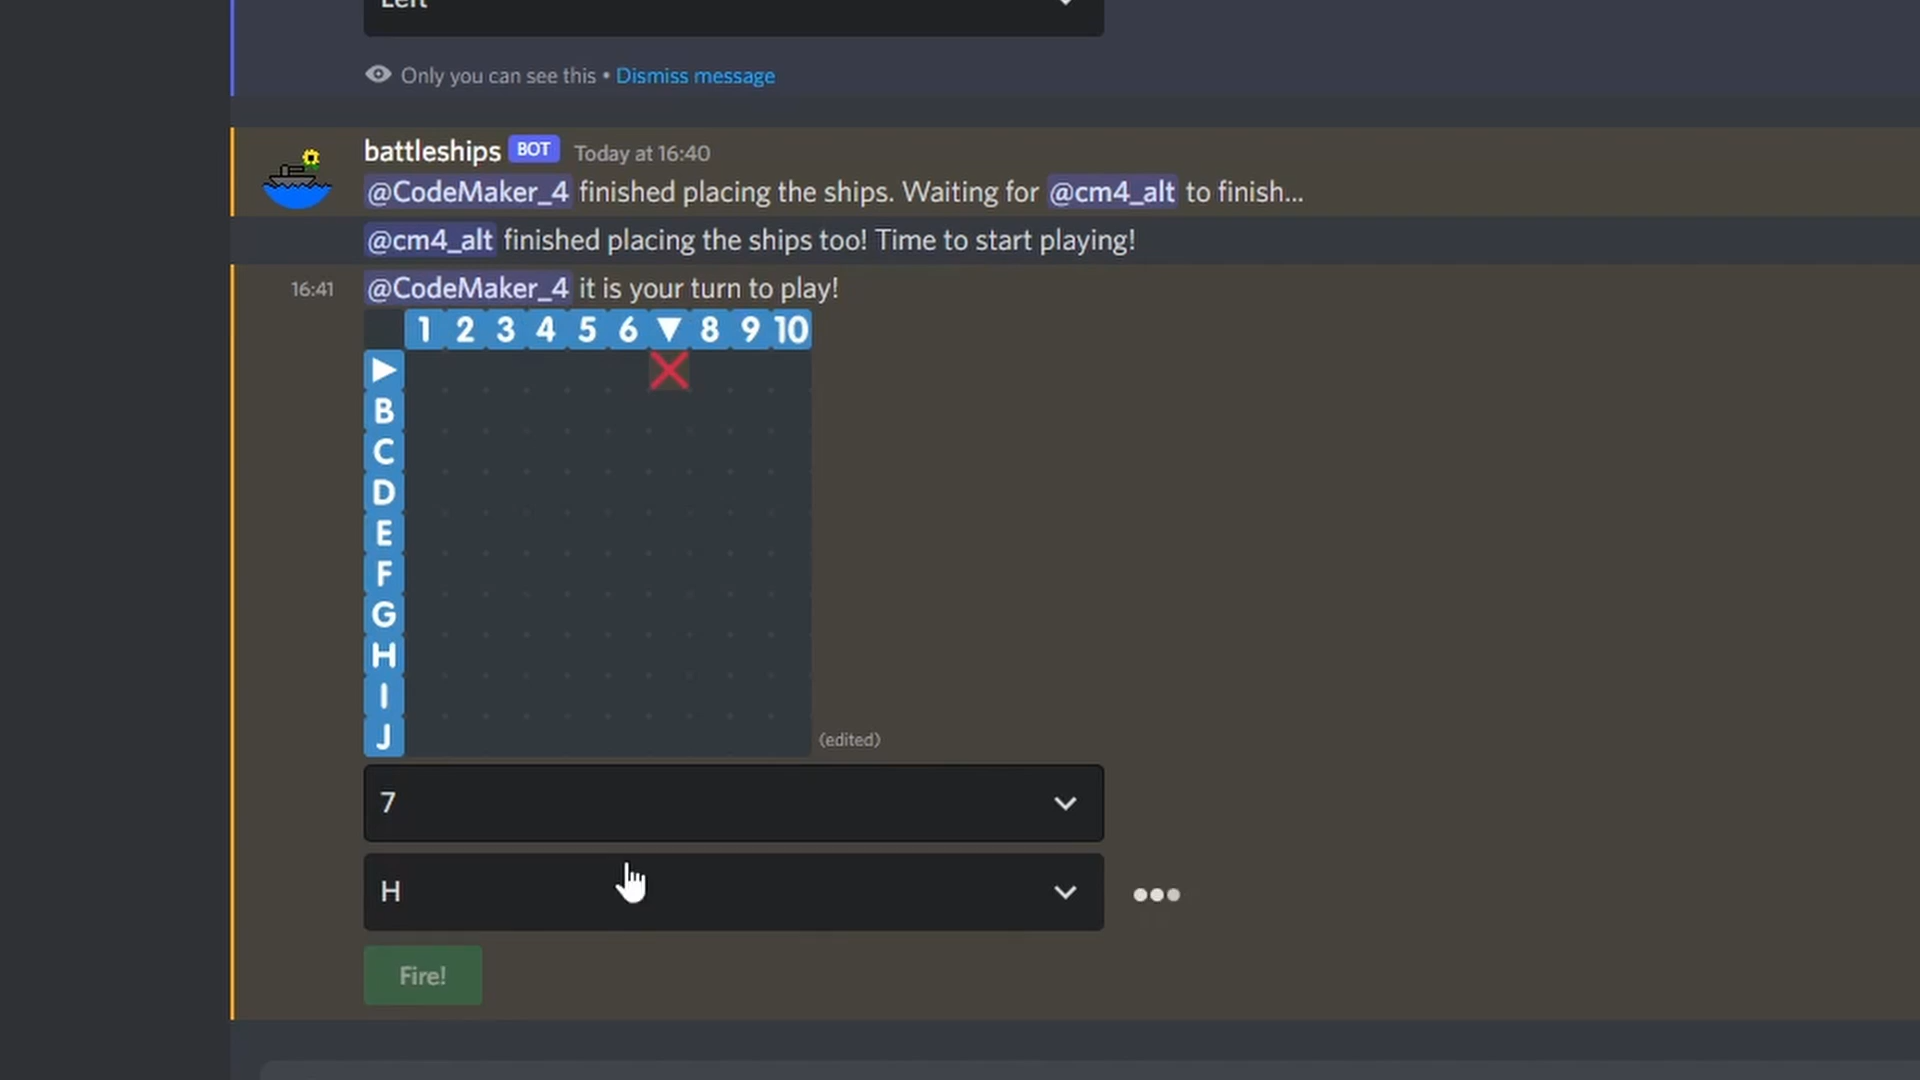 Left
Only you can see this • Dismiss message
battleships BOT Today at 16:40
@CodeMaker_4 finished placing the ships. Waiting for @cm4_alt to finish...
@cm4_alt finished placing the ships too! Time to start playing!
16:41 @CodeMaker_4 it is your turn to play!
1 2 3 4 5 6 ▼ 8 9 10
▶ ❌
B
C
D
E
F
G
H
I
J
(edited)
7
H
Fire!